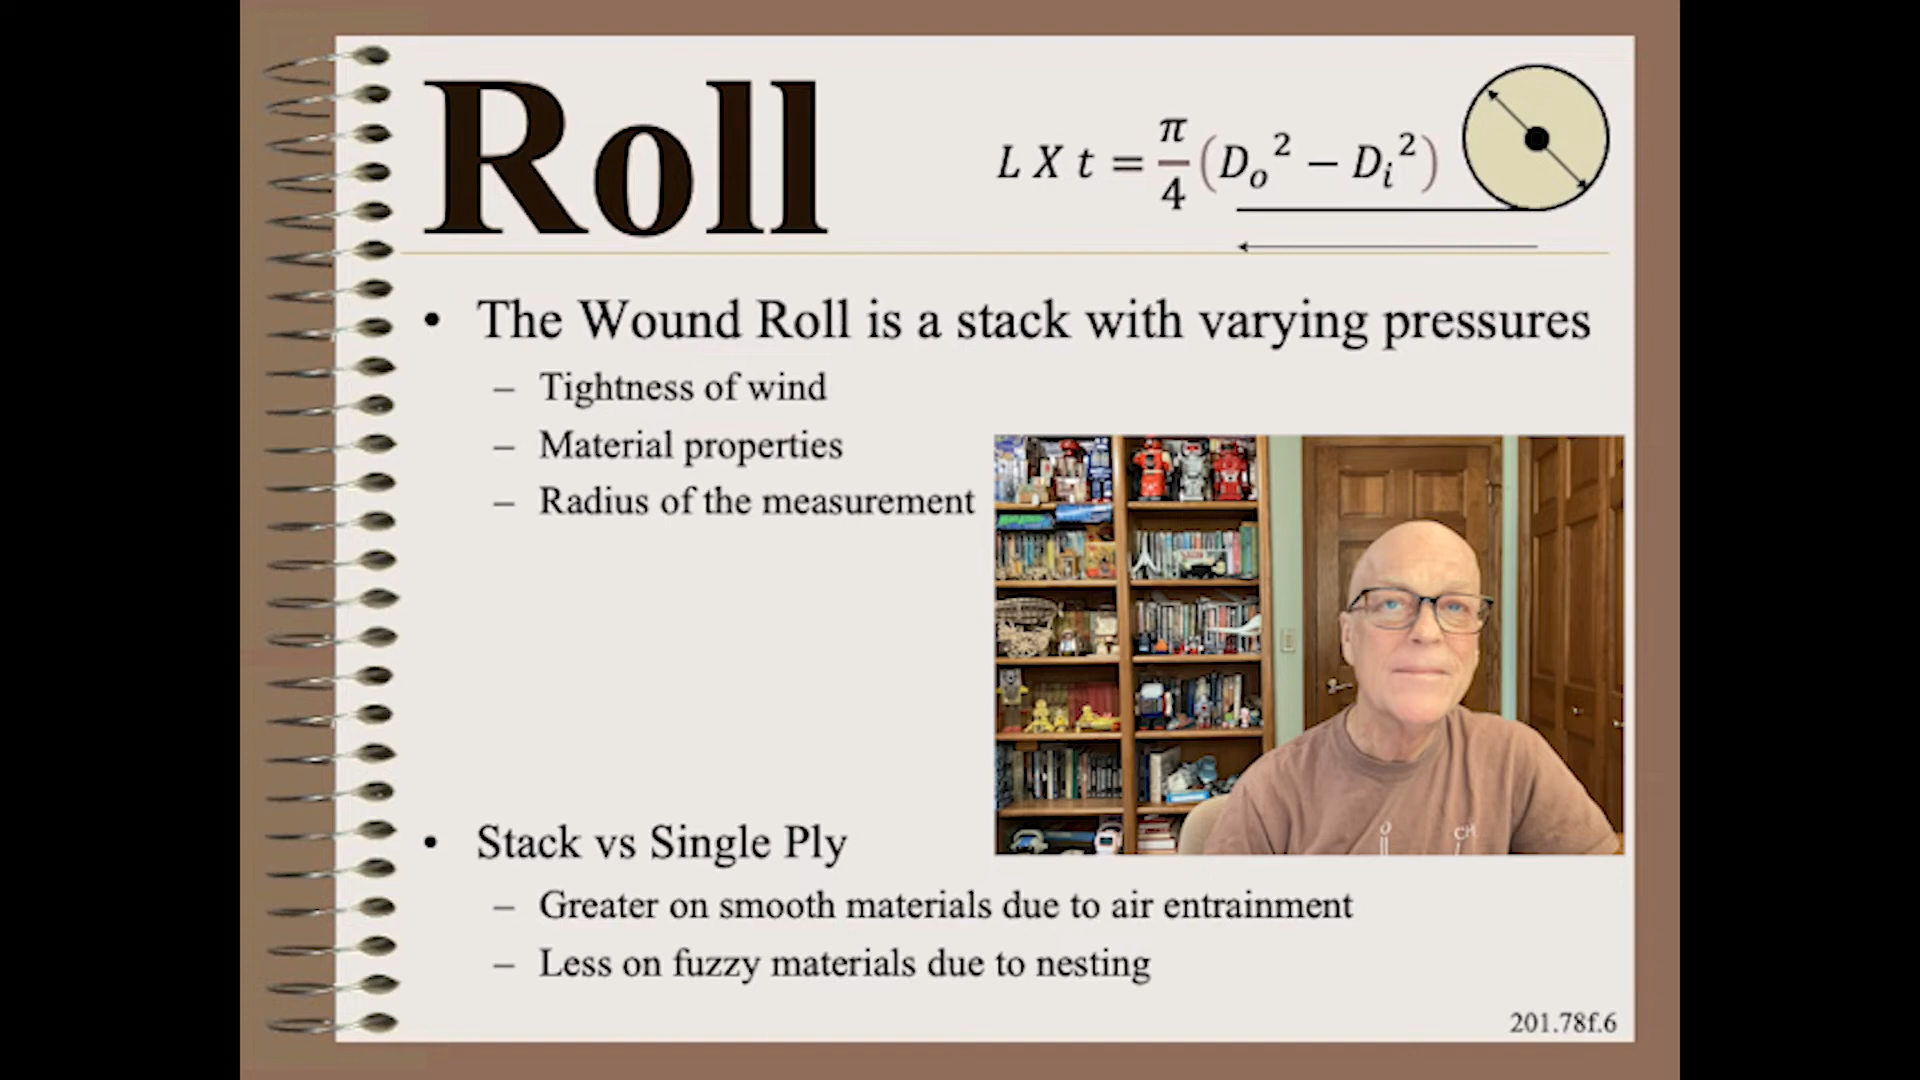 Roll
L X t = π/4 (Dₒ² − Dᵢ²)
• The Wound Roll is a stack with varying pressures
– Tightness of wind
– Material properties
– Radius of the measurement
• Stack vs Single Ply
– Greater on smooth materials due to air entrainment
– Less on fuzzy materials due to nesting
201.78f.6